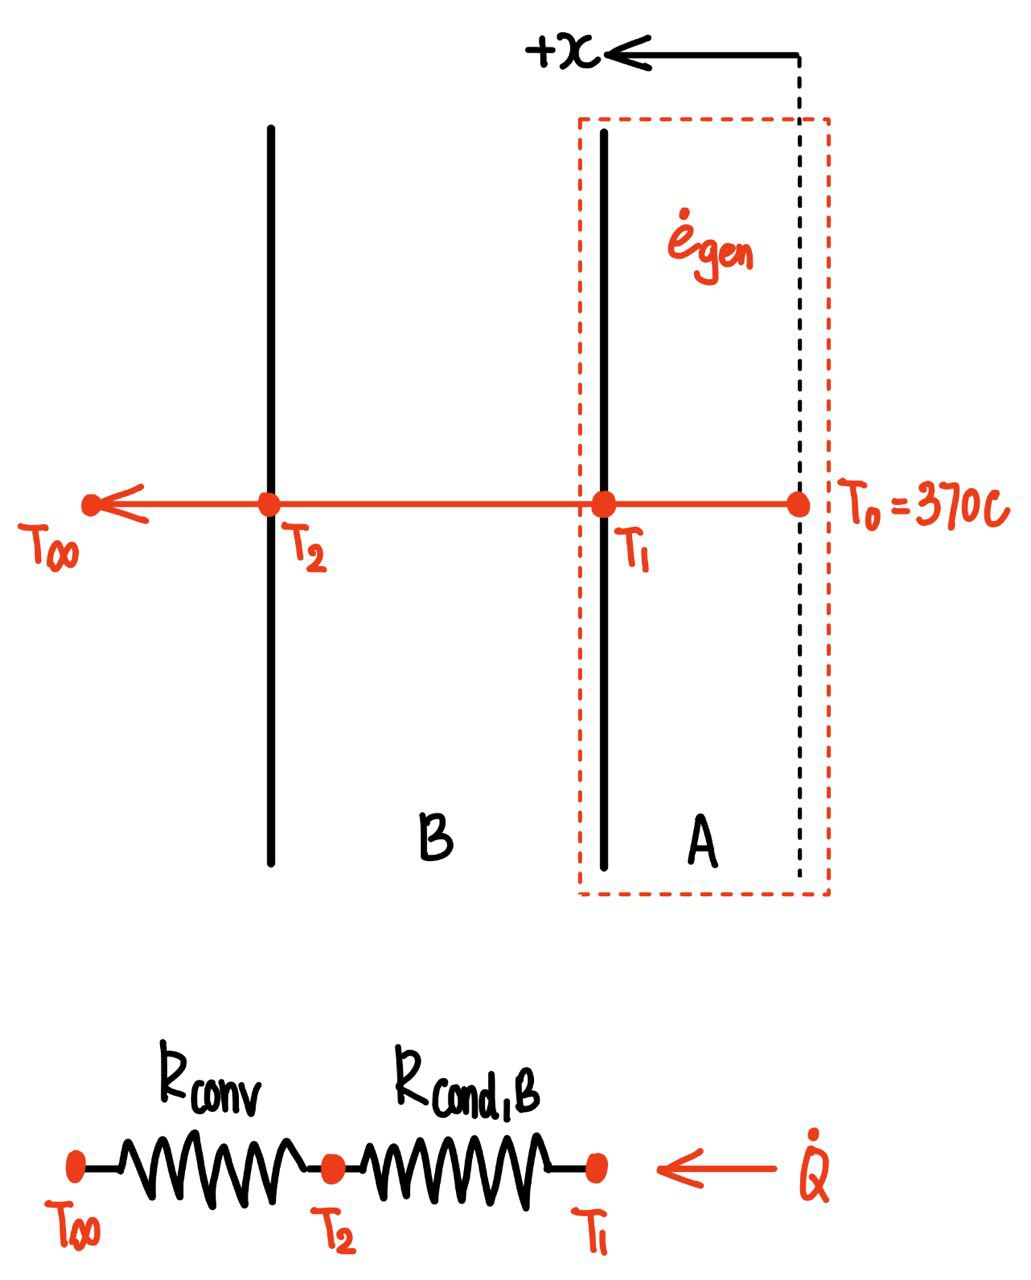 +x
ėgen
T∞
T2
T1
T0 = 370C
B
A
Rconv
Rcond,B
Q̇
T∞
T2
T1